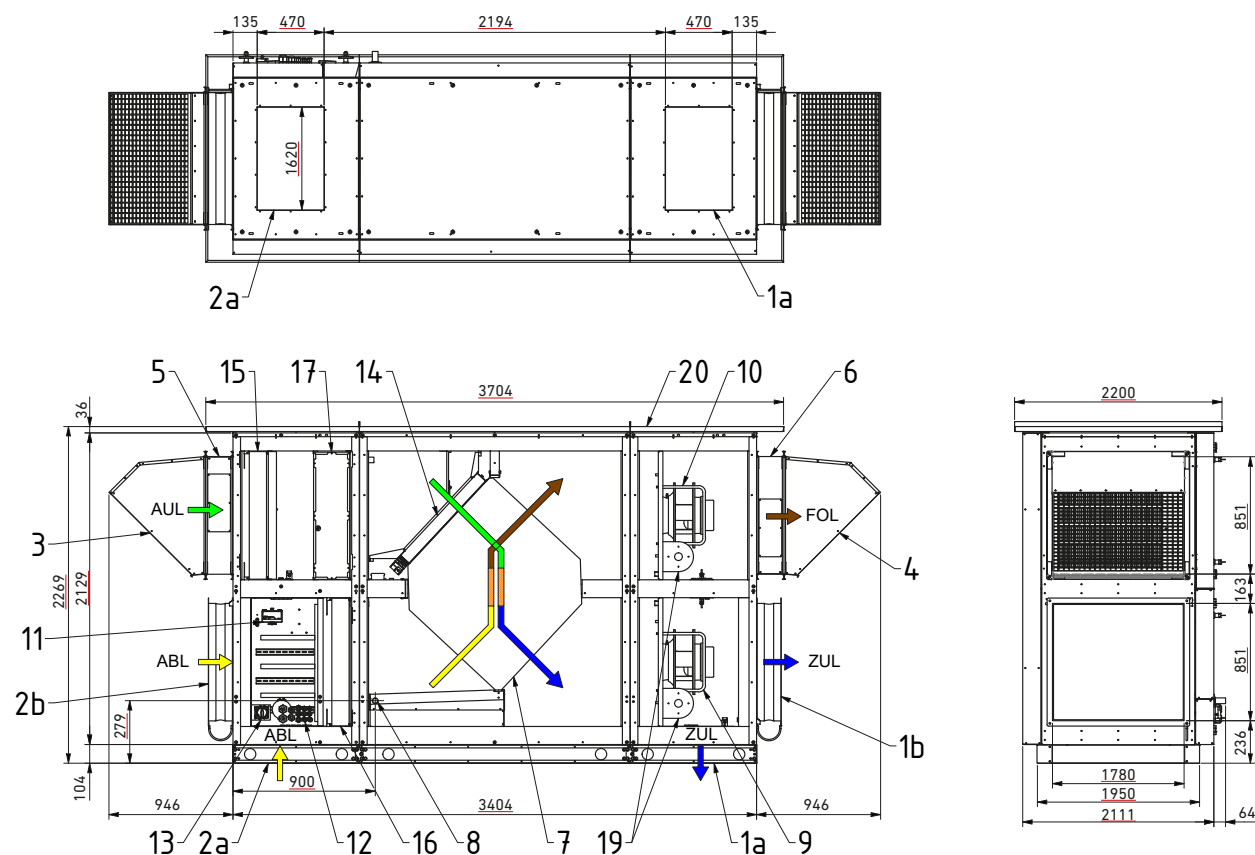 135 470 2194 470 135
1620
2a 1a
5 15 17 14 20 10 6
3704
36
AUL FOL
3 4
2269
2129
11
ABL ZUL
2b
279
ABL ZUL
1b
104
900
946 3404 946
13 2a 12 16 8 7 19 1a 9
2200
851
163
851
236
1780
1950
2111 64